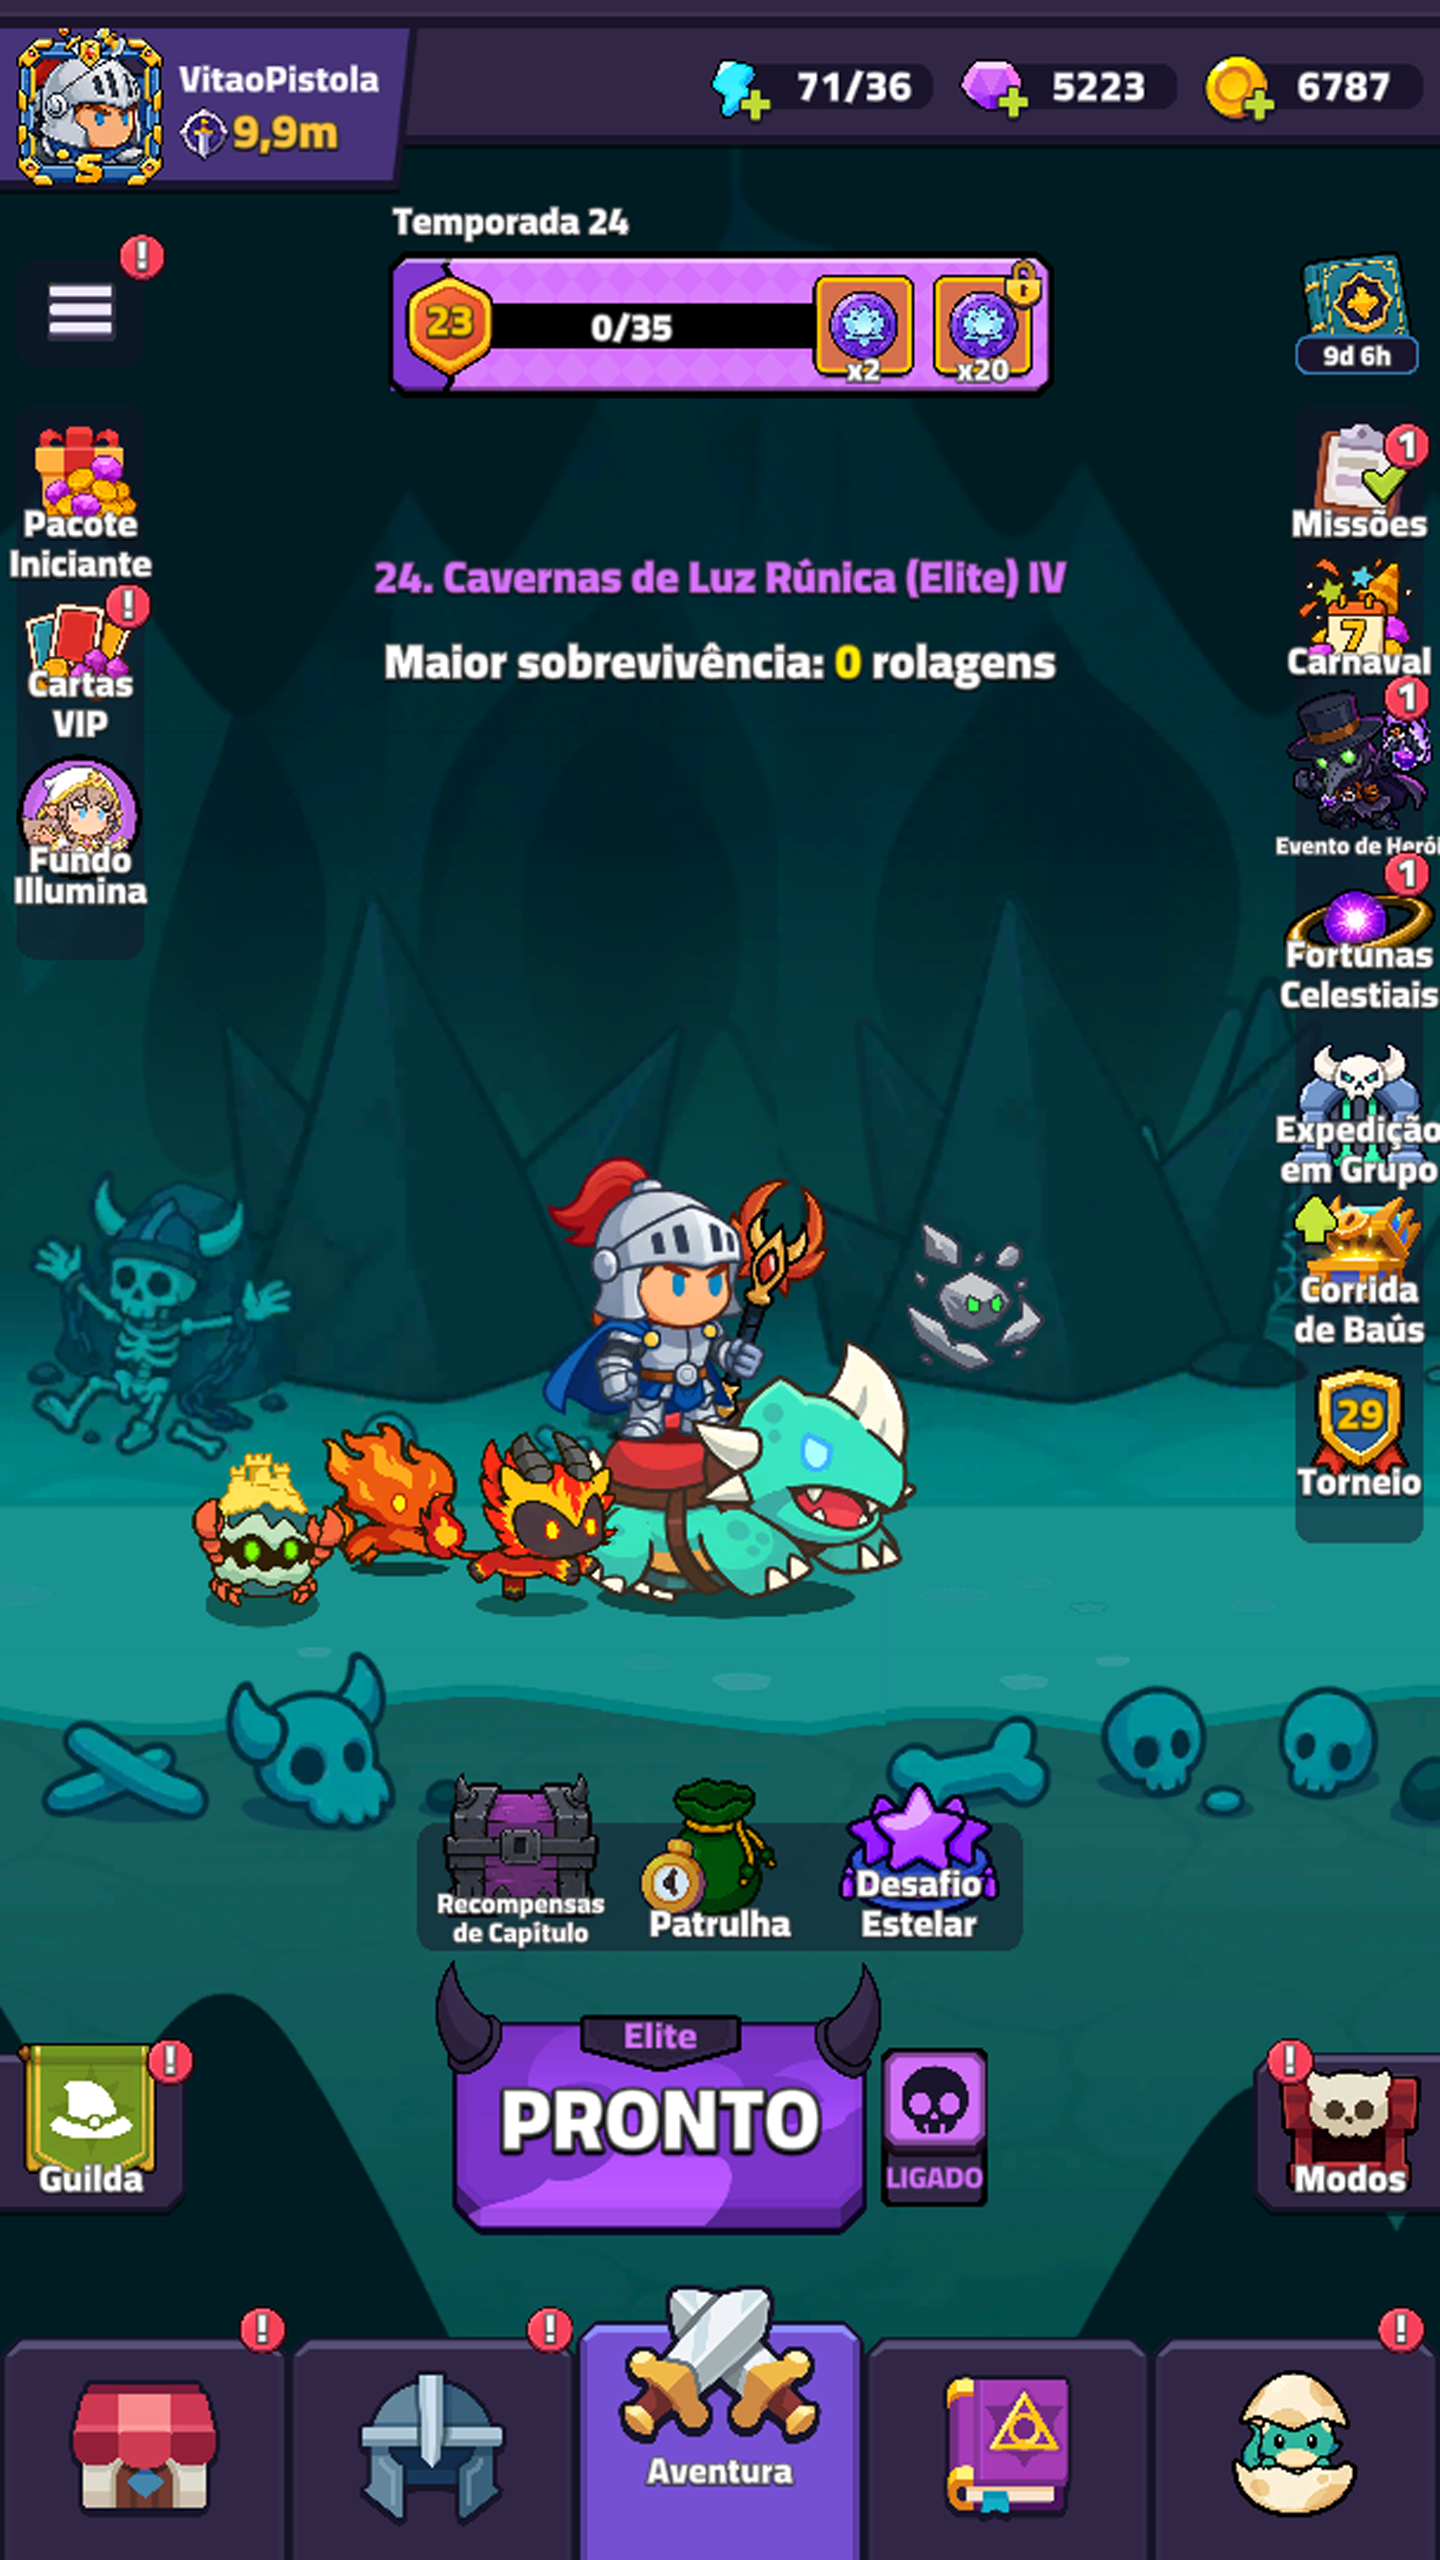 VitaoPistola
9,9m
71/36
5223
6787
Temporada 24
23
0/35
x2
x20
9d 6h
Pacote
Iniciante
Cartas
VIP
Fundo
Illumina
1
Missões
7
Carnaval
1
Evento de Herói
1
Fortunas
Celestiais
Expedição
em Grupo
Corrida
de Baús
29
Torneio
24. Cavernas de Luz Rúnica (Elite) IV
Maior sobrevivência: 0 rolagens
Recompensas
de Capítulo
Patrulha
Desafio
Estelar
Elite
PRONTO
LIGADO
Guilda
Modos
Aventura